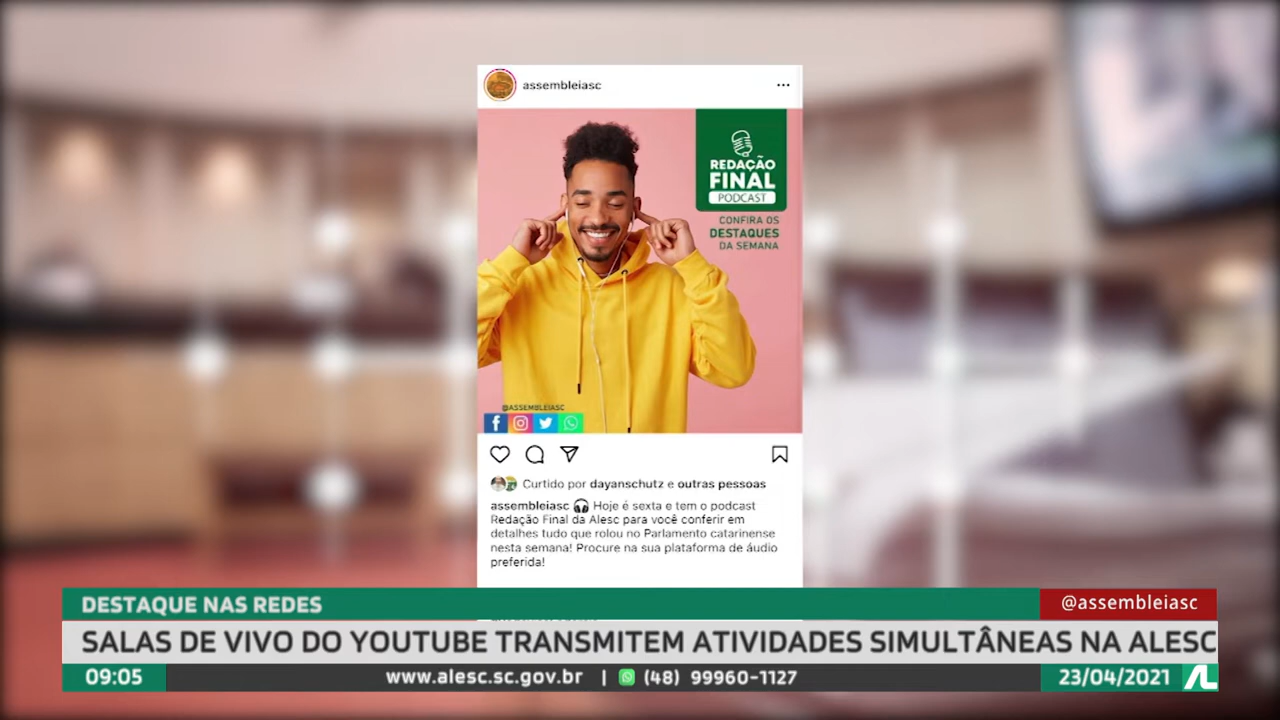 assembleiasc
REDAÇÃO
FINAL
PODCAST
CONFIRA OS
DESTAQUES
DA SEMANA
@ASSEMBLEIASC
Curtido por dayanschutz e outras pessoas
assembleiasc 🎧 Hoje é sexta e tem o podcast
Redação Final da Alesc para você conferir em
detalhes tudo que rolou no Parlamento catarinense
nesta semana! Procure na sua plataforma de áudio
preferida!
DESTAQUE NAS REDES
@assembleiasc
SALAS DE VIVO DO YOUTUBE TRANSMITEM ATIVIDADES SIMULTÂNEAS NA ALESC
09:05
www.alesc.sc.gov.br | (48) 99960-1127
23/04/2021